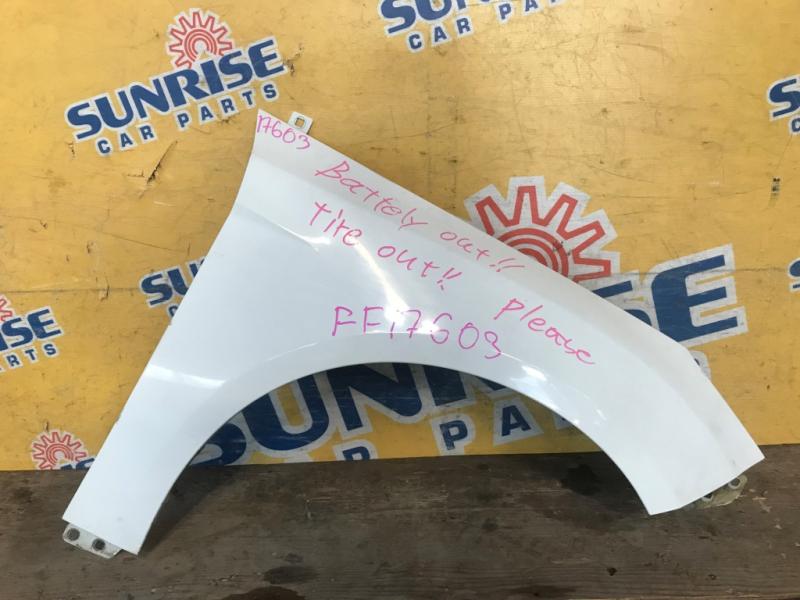 SUNRISE
CAR PARTS
SUNRISE
CAR PARTS
17603
Battely out!!
tire out!! please
FF17603
SUNRISE
CAR PARTS
SUNRISE
CAR PARTS